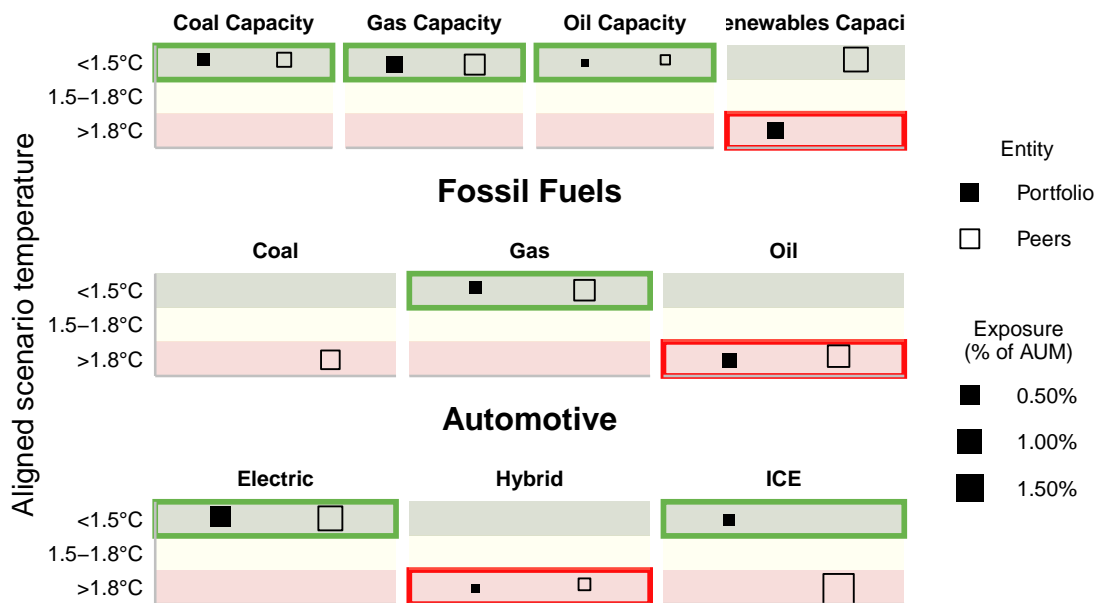 Coal Capacity Gas Capacity Oil Capacity enewables Capaci
<1.5°C
1.5–1.8°C
>1.8°C
Aligned scenario temperature
Fossil Fuels
Coal Gas Oil
<1.5°C
1.5–1.8°C
>1.8°C
Automotive
Electric Hybrid ICE
<1.5°C
1.5–1.8°C
>1.8°C
Entity
Portfolio
Peers
Exposure
(% of AUM)
0.50%
1.00%
1.50%